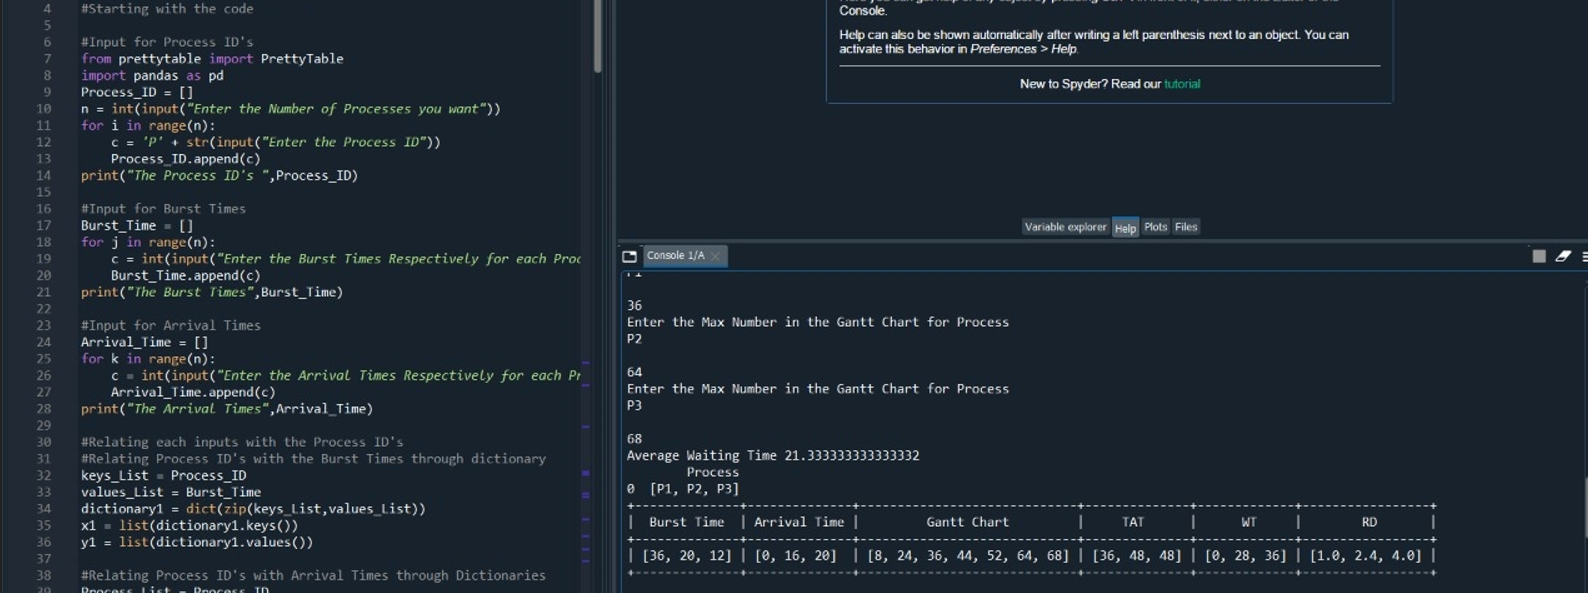 4 #Starting with the code
5
6 #Input for Process ID's
7 from prettytable import PrettyTable
8 import pandas as pd
9 Process_ID = []
10 n = int(input("Enter the Number of Processes you want"))
11 for i in range(n):
12     c = 'P' + str(input("Enter the Process ID"))
13     Process_ID.append(c)
14 print("The Process ID's ",Process_ID)
15
16 #Input for Burst Times
17 Burst_Time = []
18 for j in range(n):
19     c = int(input("Enter the Burst Times Respectively for each Proc
20     Burst_Time.append(c)
21 print("The Burst Times",Burst_Time)
22
23 #Input for Arrival Times
24 Arrival_Time = []
25 for k in range(n):
26     c = int(input("Enter the Arrival Times Respectively for each Pr
27     Arrival_Time.append(c)
28 print("The Arrival Times",Arrival_Time)
29
30 #Relating each inputs with the Process ID's
31 #Relating Process ID's with the Burst Times through dictionary
32 keys_List = Process_ID
33 values_List = Burst_Time
34 dictionary1 = dict(zip(keys_List,values_List))
35 x1 = list(dictionary1.keys())
36 y1 = list(dictionary1.values())
37
38 #Relating Process ID's with Arrival Times through Dictionaries
39 Process_List = Process_ID
Console.
Help can also be shown automatically after writing a left parenthesis next to an object. You can
activate this behavior in Preferences > Help.
New to Spyder? Read our tutorial
Variable explorer Help Plots Files
Console 1/A
P1
36
Enter the Max Number in the Gantt Chart for Process
P2
64
Enter the Max Number in the Gantt Chart for Process
P3
68
Average Waiting Time 21.333333333333332
Process
0 [P1, P2, P3]
| Burst Time | Arrival Time | Gantt Chart | TAT | WT | RD |
| [36, 20, 12] | [0, 16, 20] | [8, 24, 36, 44, 52, 64, 68] | [36, 48, 48] | [0, 28, 36] | [1.0, 2.4, 4.0] |